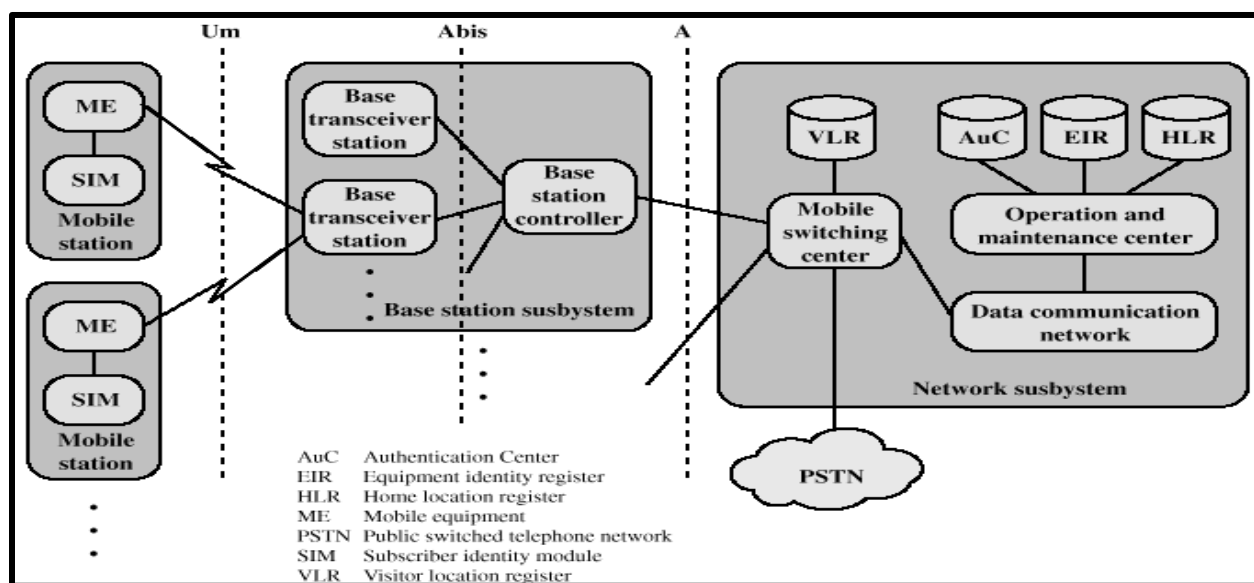 Um
Abis
A
ME
SIM
Mobile
station
ME
SIM
Mobile
station
Base
transceiver
station
Base
transceiver
station
Base
station
controller
Base station susbystem
VLR
AuC
EIR
HLR
Mobile
switching
center
Operation and
maintenance center
Data communication
network
Network susbystem
PSTN
AuC Authentication Center
EIR Equipment identity register
HLR Home location register
ME Mobile equipment
PSTN Public switched telephone network
SIM Subscriber identity module
VLR Visitor location register